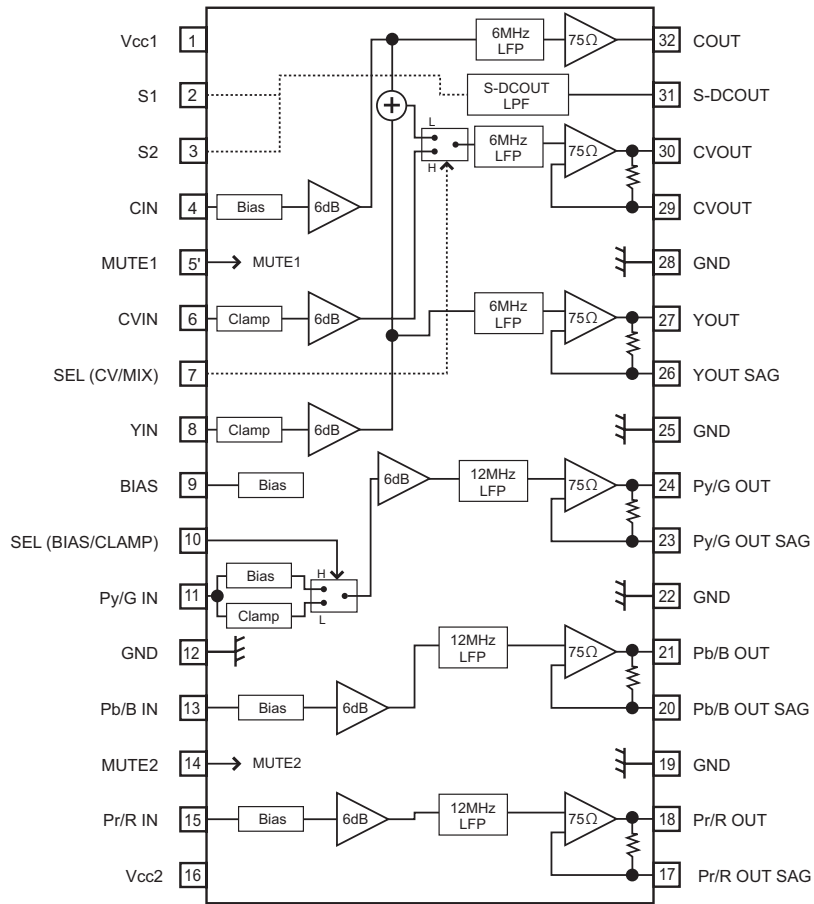 Vcc1 1
6MHz
LFP
75Ω
32 COUT
S1 2
S-DCOUT
LPF
31 S-DCOUT
+
L
S2 3
6MHz
LFP
75Ω
30 CVOUT
H
CIN 4
Bias
6dB
29 CVOUT
MUTE1 5'
MUTE1
28 GND
CVIN 6
Clamp
6dB
6MHz
LFP
75Ω
27 YOUT
SEL (CV/MIX) 7
26 YOUT SAG
YIN 8
Clamp
6dB
25 GND
BIAS 9
Bias
6dB
12MHz
LFP
75Ω
24 Py/G OUT
SEL (BIAS/CLAMP) 10
23 Py/G OUT SAG
Bias
H
Py/G IN 11
Clamp
L
22 GND
GND 12
12MHz
LFP
75Ω
21 Pb/B OUT
Pb/B IN 13
Bias
6dB
20 Pb/B OUT SAG
MUTE2 14
MUTE2
19 GND
Pr/R IN 15
Bias
6dB
12MHz
LFP
75Ω
18 Pr/R OUT
Vcc2 16
17 Pr/R OUT SAG